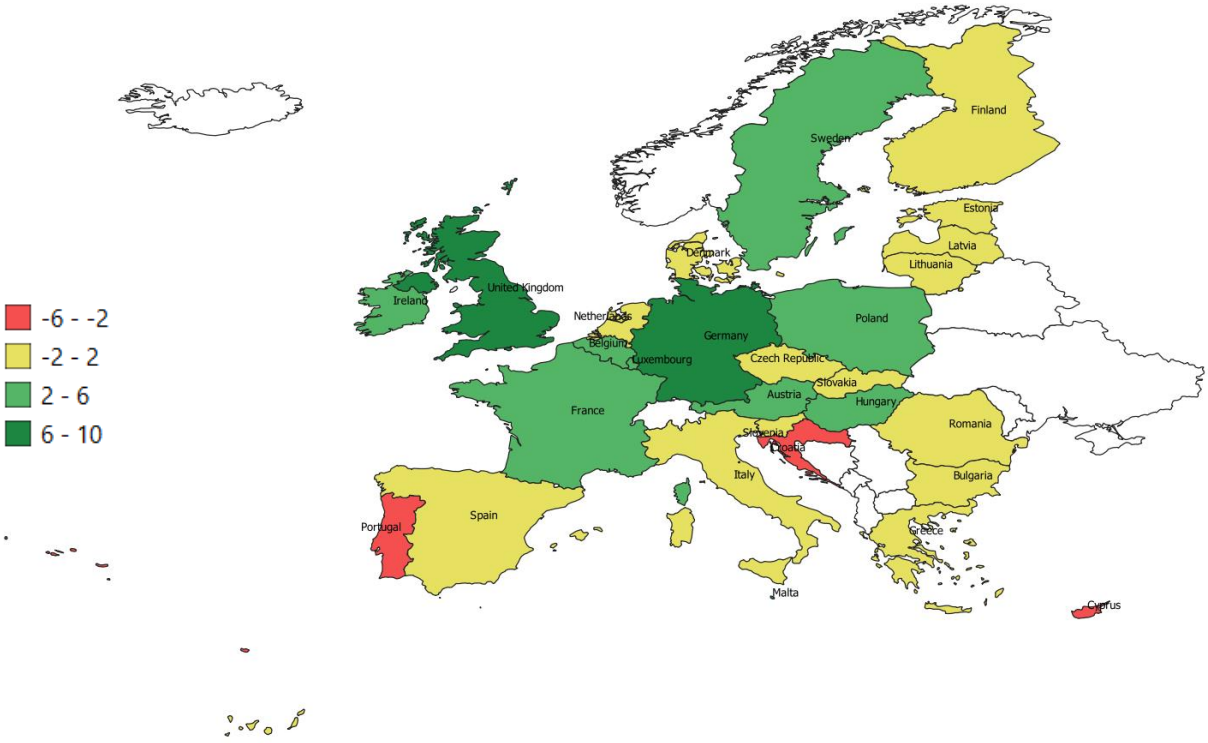 Finland
Sweden
Estonia
Latvia
Denmark
Lithuania
United Kingdom
Ireland
Netherlands
Poland
Germany
Belgium
Luxembourg
Czech Republic
Slovakia
Austria
Hungary
France
Romania
Slovenia
Croatia
Italy
Bulgaria
Spain
Portugal
Greece
Malta
Cyprus
-6 - -2
-2 - 2
2 - 6
6 - 10